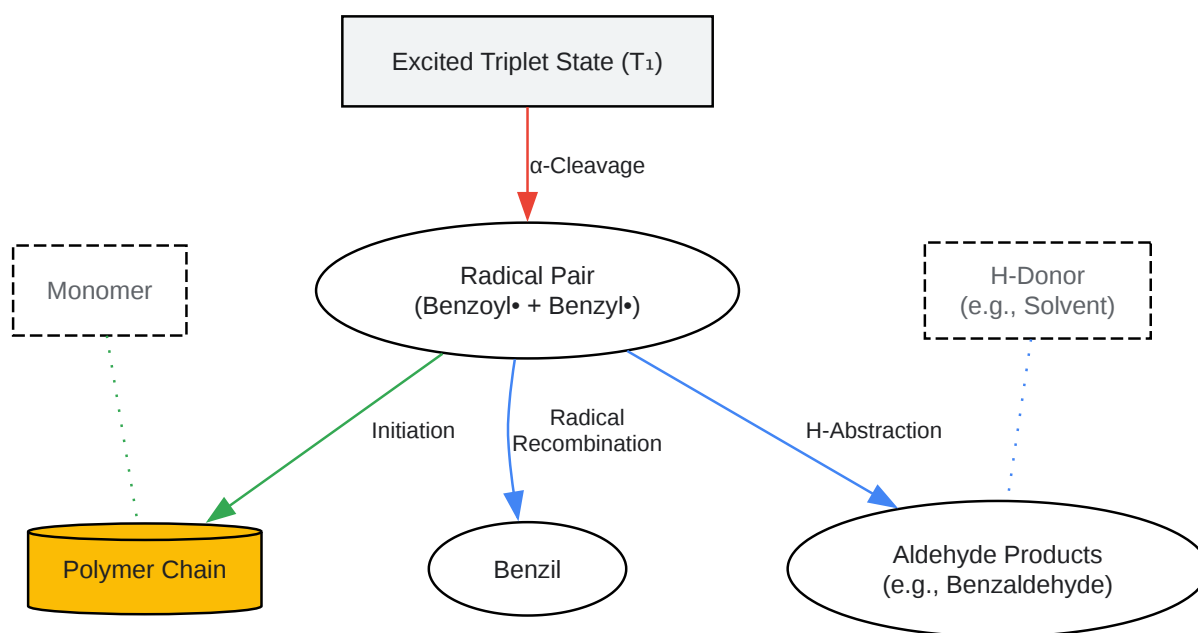 Excited Triplet State (T₁)
α-Cleavage
Monomer
Radical Pair
(Benzoyl• + Benzyl•)
H-Donor
(e.g., Solvent)
Initiation
Radical
Recombination
H-Abstraction
Polymer Chain
Benzil
Aldehyde Products
(e.g., Benzaldehyde)